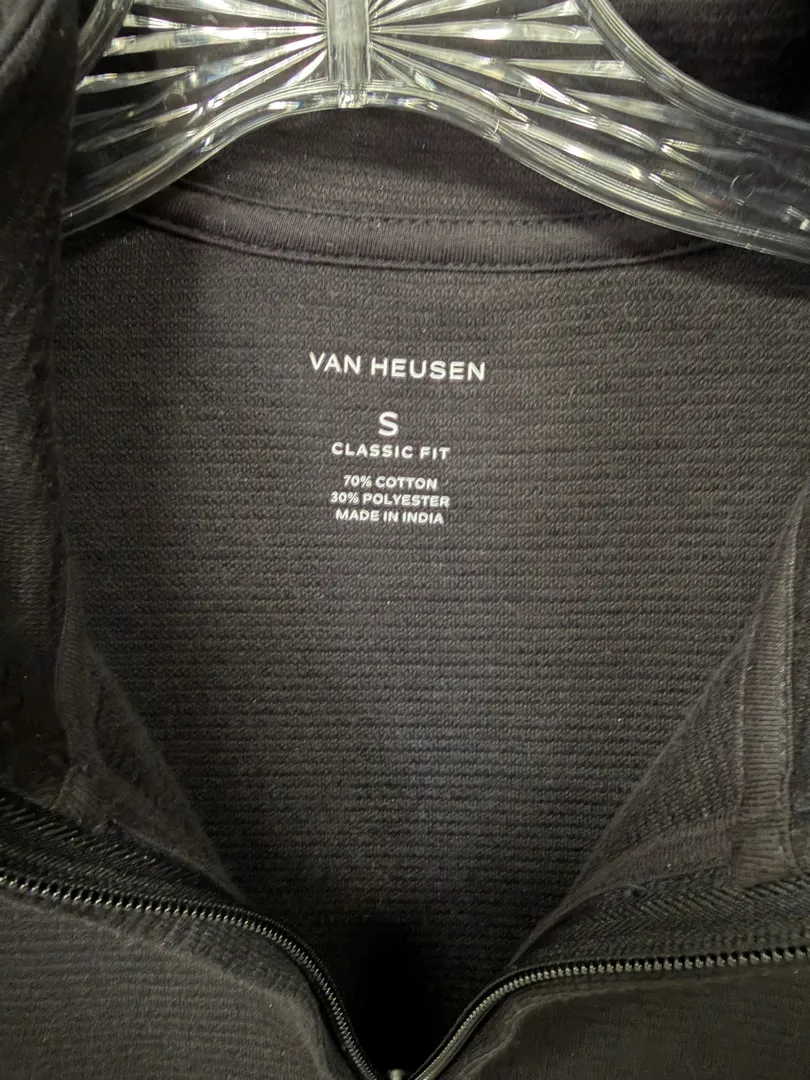 VAN HEUSEN
S
CLASSIC FIT
70% COTTON
30% POLYESTER
MADE IN INDIA